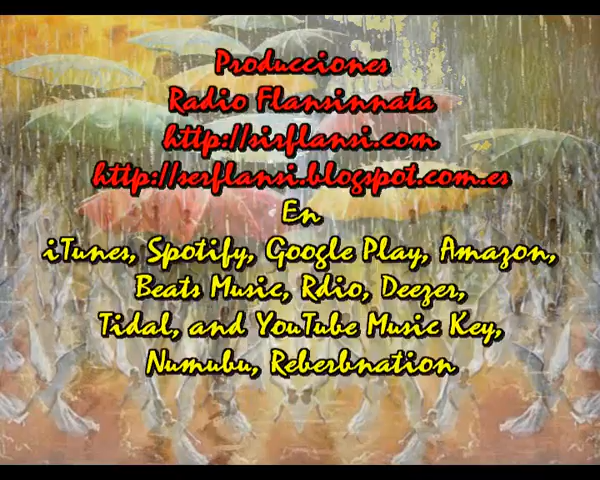 Producciones
Radio Flansinnata
http://sirflansi.com
http://serflansi.blogspot.com.es
En
iTunes, Spotify, Google Play, Amazon,
Beats Music, Rdio, Deezer,
Tidal, and YouTube Music Key,
Numubu, Reberbnation